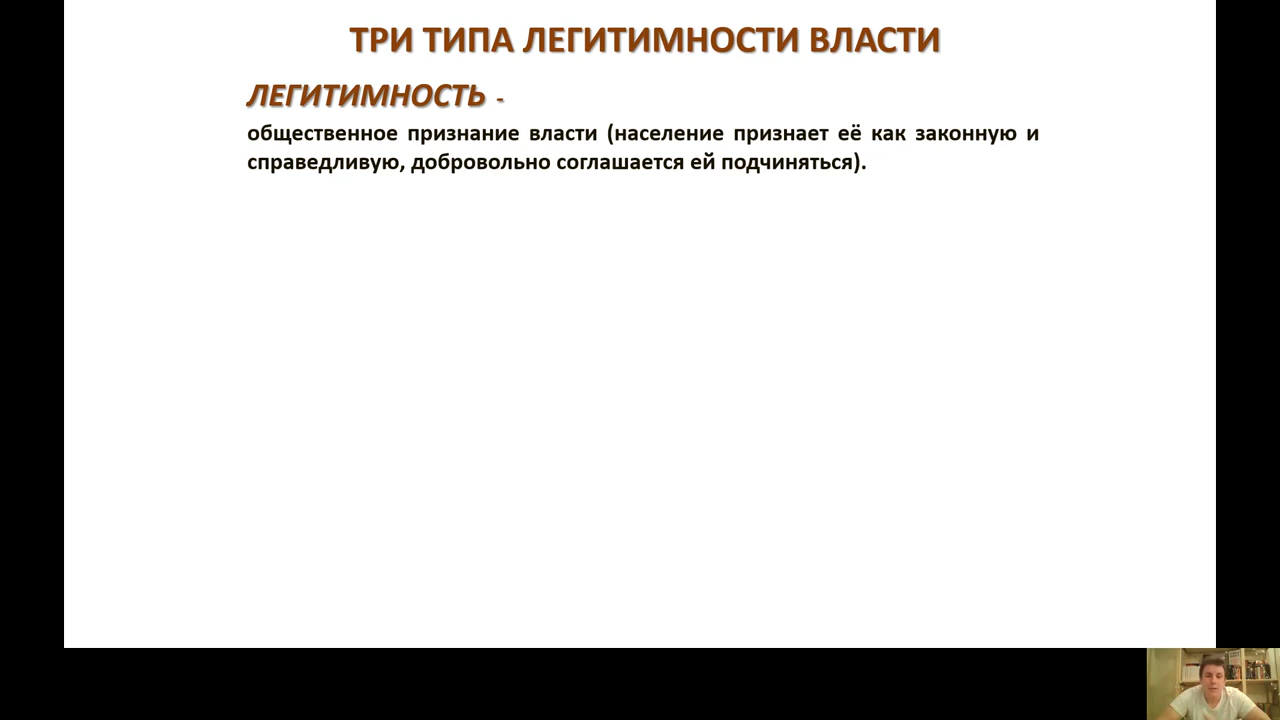 ТРИ ТИПА ЛЕГИТИМНОСТИ ВЛАСТИ
ЛЕГИТИМНОСТЬ -
общественное признание власти (население признает её как законную и
справедливую, добровольно соглашается ей подчиняться).